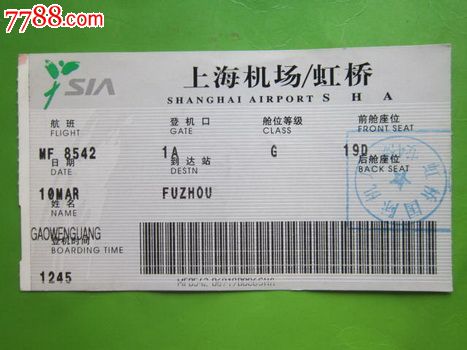 7788.com
SIA
上海机场/虹桥
SHANGHAI AIRPORT SHA
航班 登机口 舱位等级 前舱座位
FLIGHT GATE CLASS FRONT SEAT
MF 8542 1A G 19D
日期 到达站 后舱座位
DATE DESTN BACK SEAT
10MAR FUZHOU
姓名
NAME
GAOWENGUANG
登机时间
BOARDING TIME
1245